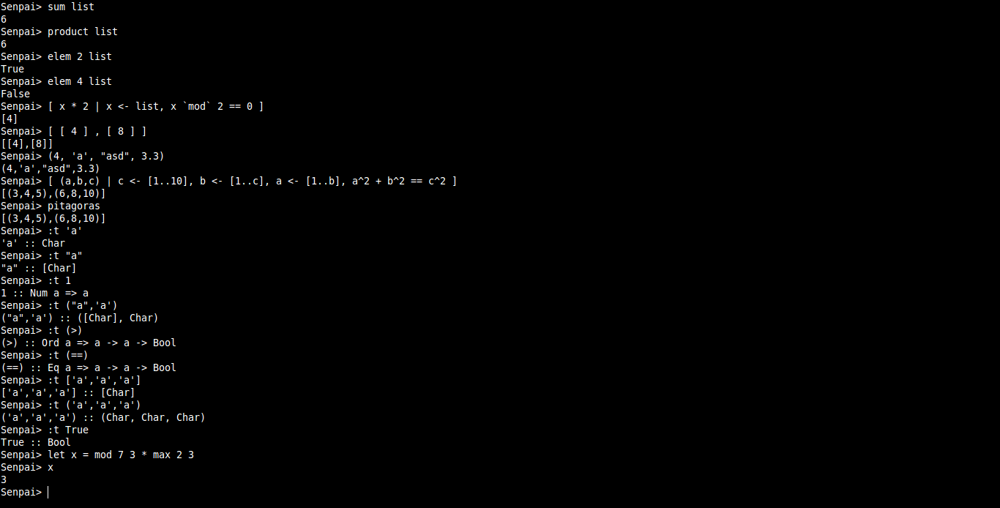 Senpai> sum list
6
Senpai> product list
6
Senpai> elem 2 list
True
Senpai> elem 4 list
False
Senpai> [ x * 2 | x <- list, x `mod` 2 == 0 ]
[4]
Senpai> [ [ 4 ] , [ 8 ] ]
[[4],[8]]
Senpai> (4, 'a', "asd", 3.3)
(4,'a',"asd",3.3)
Senpai> [ (a,b,c) | c <- [1..10], b <- [1..c], a <- [1..b], a^2 + b^2 == c^2 ]
[(3,4,5),(6,8,10)]
Senpai> pitagoras
[(3,4,5),(6,8,10)]
Senpai> :t 'a'
'a' :: Char
Senpai> :t "a"
"a" :: [Char]
Senpai> :t 1
1 :: Num a => a
Senpai> :t ("a",'a')
("a",'a') :: ([Char], Char)
Senpai> :t (>)
(>) :: Ord a => a -> a -> Bool
Senpai> :t (==)
(==) :: Eq a => a -> a -> Bool
Senpai> :t ['a','a','a']
['a','a','a'] :: [Char]
Senpai> :t ('a','a','a')
('a','a','a') :: (Char, Char, Char)
Senpai> :t True
True :: Bool
Senpai> let x = mod 7 3 * max 2 3
Senpai> x
3
Senpai>